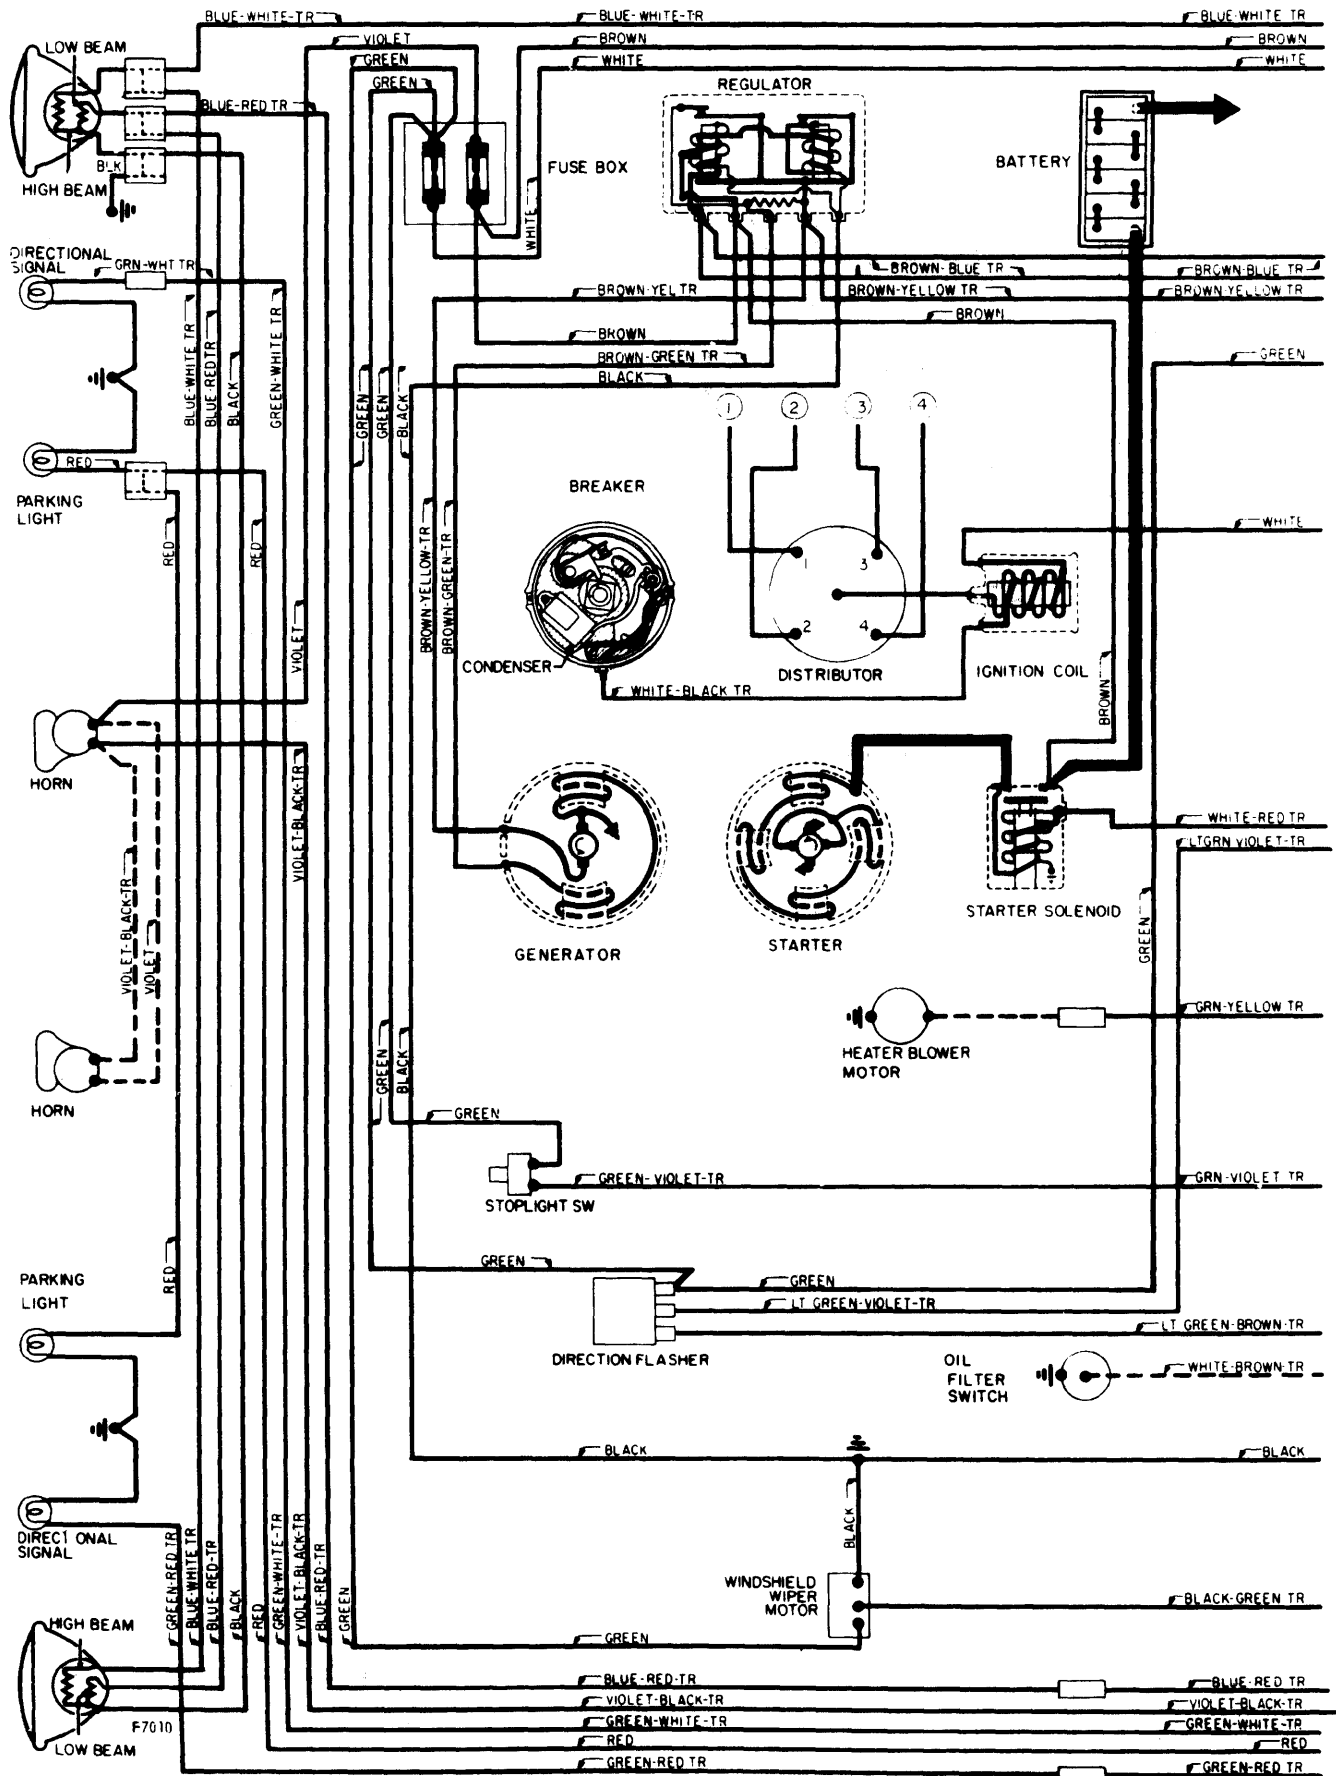 BLUE-WHITE-TR
BLUE-WHITE-TR
BLUE-WHITE TR
LOW BEAM
VIOLET
BROWN
BROWN
GREEN
WHITE
WHITE
GREEN
REGULATOR
BLUE-RED TR
BATTERY
BLK
FUSE BOX
HIGH BEAM
WHITE
DIRECTIONAL
SIGNAL
GRN-WHT TR
BROWN-BLUE TR
BROWN-BLUE TR
BROWN-YEL TR
BROWN-YELLOW TR
BROWN-YELLOW TR
BROWN
BROWN
BROWN-GREEN TR
GREEN
BLACK
BLUE-WHITE TR
BLUE-RED TR
BLACK
GREEN-WHITE TR
GREEN
GREEN
BLACK
1
2
3
4
RED
BREAKER
PARKING
LIGHT
RED
RED
WHITE
BROWN-YELLOW-TR
BROWN-GREEN-TR
1
3
2
4
VIOLET
CONDENSER
DISTRIBUTOR
IGNITION COIL
WHITE-BLACK TR
BROWN
HORN
VIOLET-BLACK-TR
WHITE-RED TR
LTGRN VIOLET-TR
STARTER SOLENOID
VIOLET-BLACK-TR
VIOLET
GREEN
GENERATOR
STARTER
GRN-YELLOW TR
HEATER BLOWER
MOTOR
GREEN
BLACK
HORN
GREEN
GREEN-VIOLET-TR
GRN-VIOLET TR
STOPLIGHT SW
RED
GREEN
GREEN
PARKING
LIGHT
LT GREEN-VIOLET-TR
LT GREEN-BROWN-TR
DIRECTION FLASHER
OIL
FILTER
SWITCH
WHITE-BROWN-TR
BLACK
BLACK
BLACK
DIRECT ONAL
SIGNAL
GREEN-RED TR
BLUE-WHITE TR
BLUE-RED-TR
BLACK
RED
GREEN-WHITE-TR
VIOLET-BLACK-TR
BLUE-RED-TR
GREEN
WINDSHIELD
WIPER
MOTOR
BLACK-GREEN TR
HIGH BEAM
GREEN
BLUE-RED-TR
BLUE-RED TR
VIOLET-BLACK-TR
VIOLET-BLACK-TR
F7010
GREEN-WHITE-TR
GREEN-WHITE-TR
LOW BEAM
RED
RED
GREEN-RED TR
GREEN-RED TR